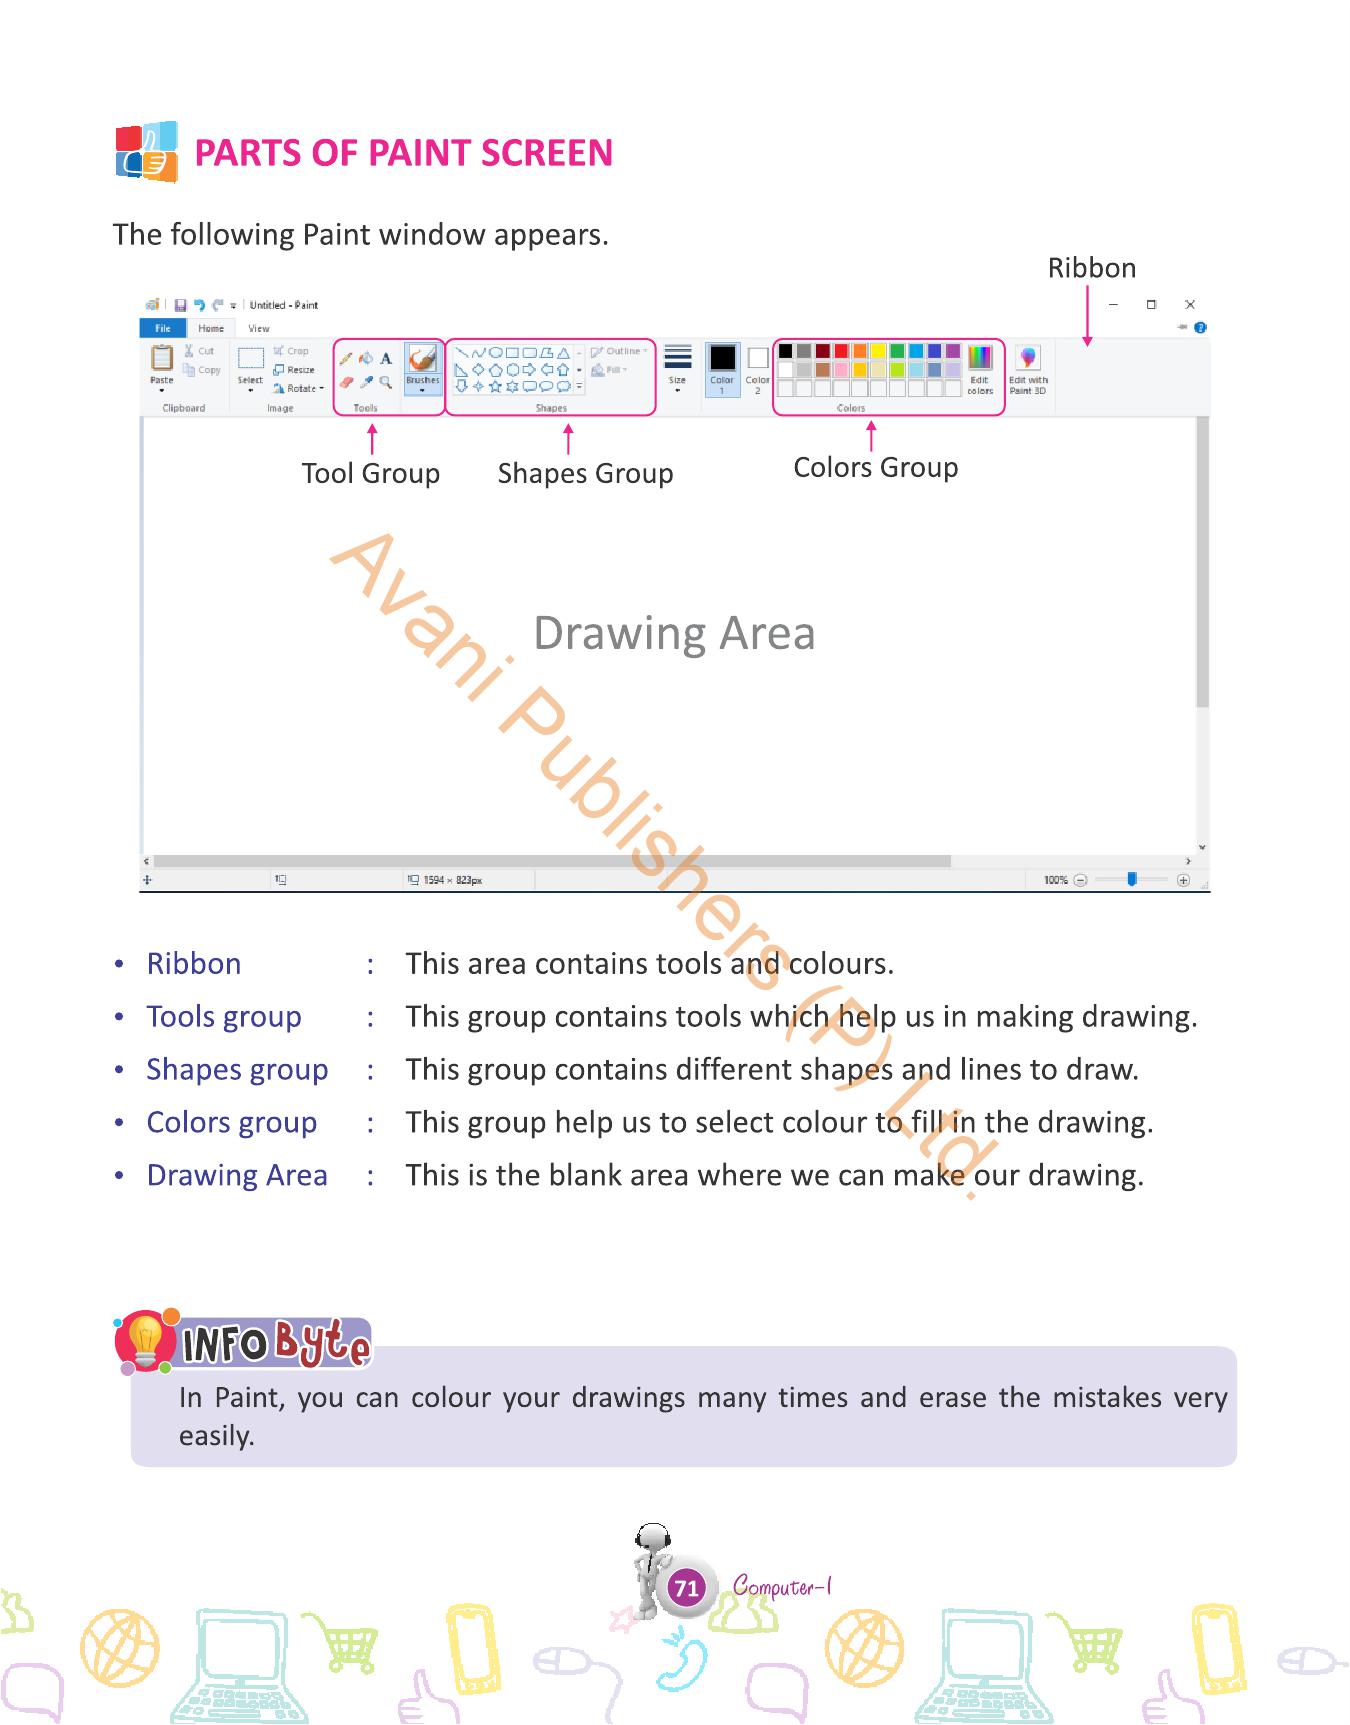 PARTS OF PAINT SCREEN
The following Paint window appears.
Ribbon
Untitled - Paint
File Home View
Paste
Cut
Copy
Clipboard
Select
Crop
Resize
Rotate
Image
A
Tools
Brushes
Shapes
Outline
Fill
Size
Color 1
Color 2
Colors
Edit colors
Edit with Paint 3D
Tool Group
Shapes Group
Colors Group
Drawing Area
Avani Publishers (P) Ltd.
1594 × 823px
100%
• Ribbon : This area contains tools and colours.
• Tools group : This group contains tools which help us in making drawing.
• Shapes group : This group contains different shapes and lines to draw.
• Colors group : This group help us to select colour to fill in the drawing.
• Drawing Area : This is the blank area where we can make our drawing.
INFO Byte
In Paint, you can colour your drawings many times and erase the mistakes very
easily.
71
Computer-1